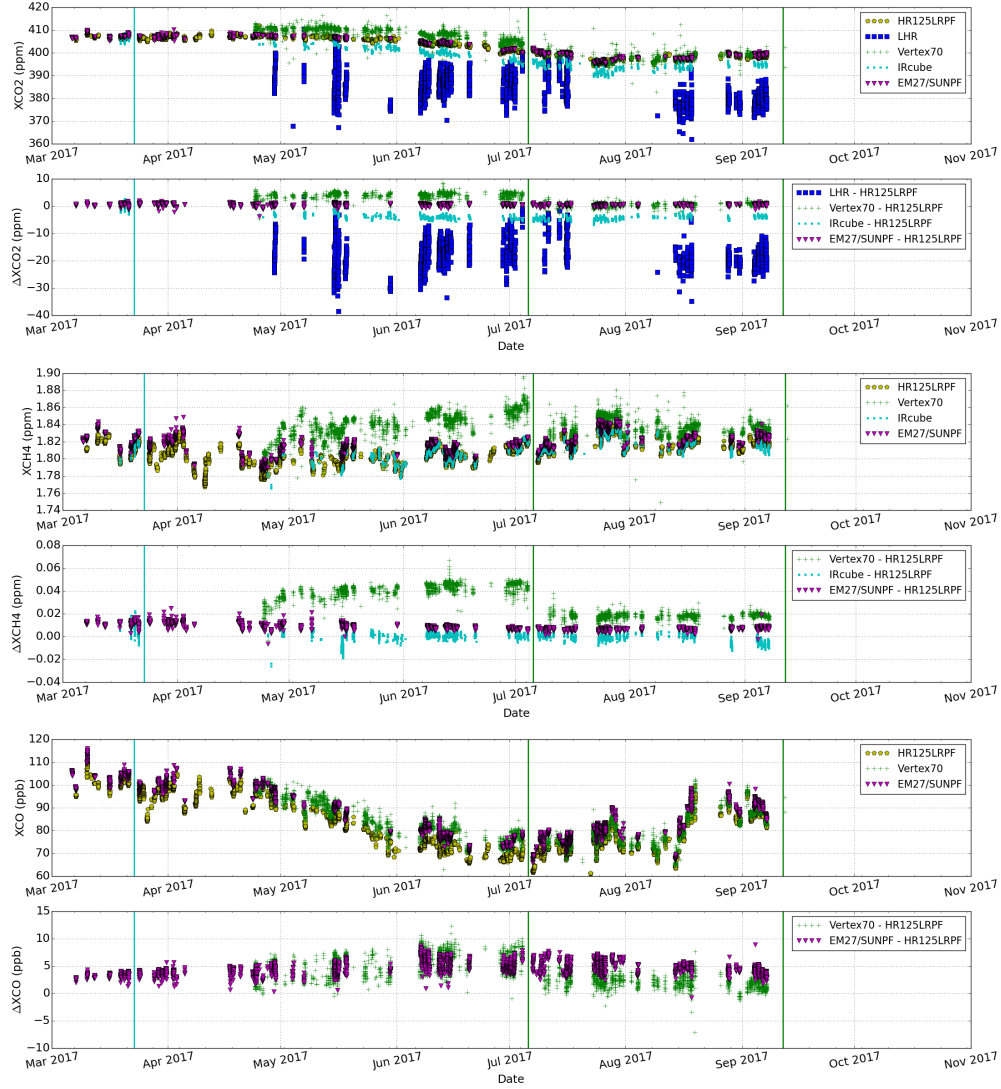 XCO2 (ppm)
420
410
400
390
380
370
360
HR125LRPF
LHR
Vertex70
IRcube
EM27/SUNPF
Mar 2017 Apr 2017 May 2017 Jun 2017 Jul 2017 Aug 2017 Sep 2017 Oct 2017 Nov 2017
ΔXCO2 (ppm)
10
0
−10
−20
−30
−40
LHR - HR125LRPF
Vertex70 - HR125LRPF
IRcube - HR125LRPF
EM27/SUNPF - HR125LRPF
Mar 2017 Apr 2017 May 2017 Jun 2017 Jul 2017 Aug 2017 Sep 2017 Oct 2017 Nov 2017
Date
XCH4 (ppm)
1.90
1.88
1.86
1.84
1.82
1.80
1.78
1.76
1.74
HR125LRPF
Vertex70
IRcube
EM27/SUNPF
Mar 2017 Apr 2017 May 2017 Jun 2017 Jul 2017 Aug 2017 Sep 2017 Oct 2017 Nov 2017
ΔXCH4 (ppm)
0.08
0.06
0.04
0.02
0.00
−0.02
−0.04
Vertex70 - HR125LRPF
IRcube - HR125LRPF
EM27/SUNPF - HR125LRPF
Mar 2017 Apr 2017 May 2017 Jun 2017 Jul 2017 Aug 2017 Sep 2017 Oct 2017 Nov 2017
Date
XCO (ppb)
120
110
100
90
80
70
60
HR125LRPF
Vertex70
EM27/SUNPF
Mar 2017 Apr 2017 May 2017 Jun 2017 Jul 2017 Aug 2017 Sep 2017 Oct 2017 Nov 2017
ΔXCO (ppb)
15
10
5
0
−5
−10
Vertex70 - HR125LRPF
EM27/SUNPF - HR125LRPF
Mar 2017 Apr 2017 May 2017 Jun 2017 Jul 2017 Aug 2017 Sep 2017 Oct 2017 Nov 2017
Date